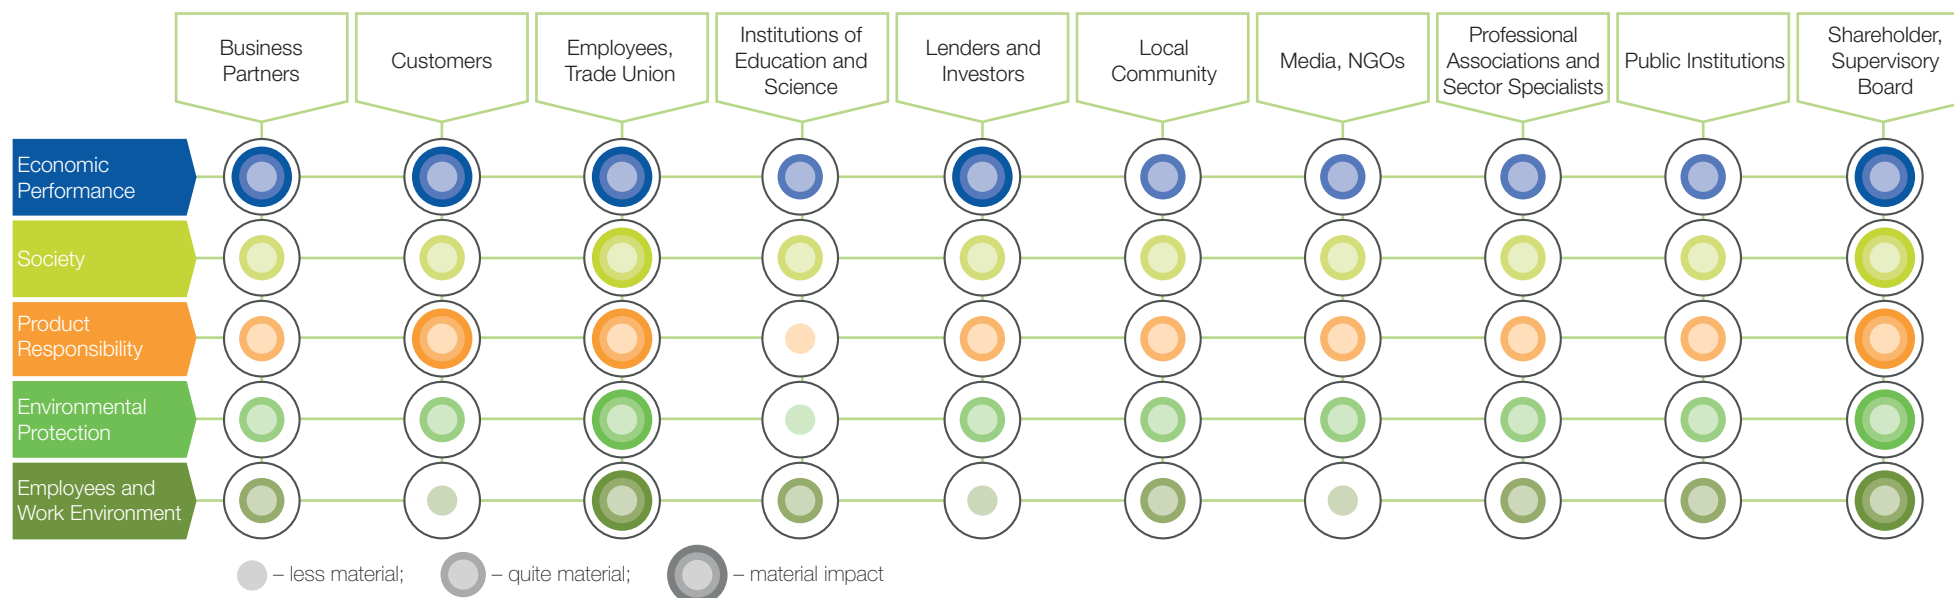 Business
Partners
Customers
Employees,
Trade Union
Institutions of
Education and
Science
Lenders and
Investors
Local
Community
Media, NGOs
Professional
Associations and
Sector Specialists
Public Institutions
Shareholder,
Supervisory
Board
Economic
Performance
Society
Product
Responsibility
Environmental
Protection
Employees and
Work Environment
– less material;
– quite material;
– material impact